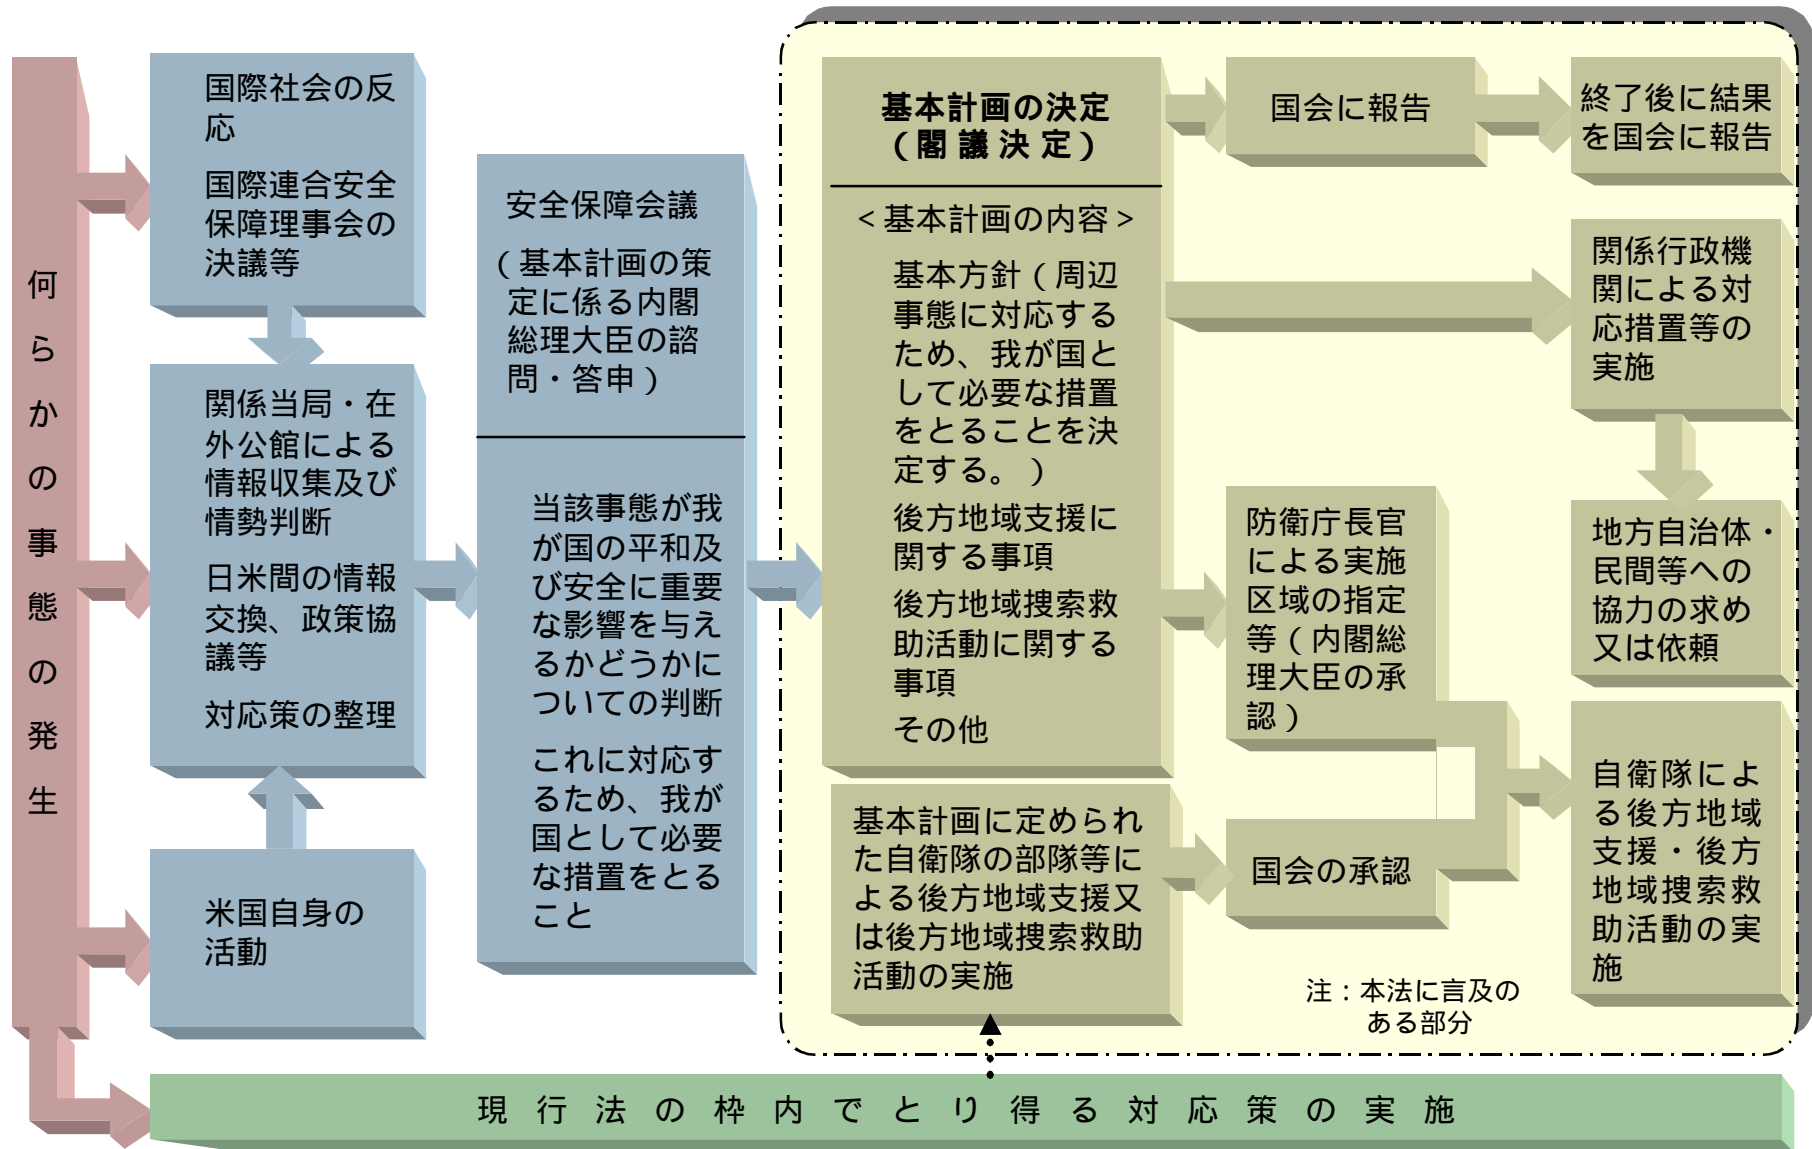 何らかの事態の発生
国際社会の反
応
国際連合安全
保障理事会の
決議等
関係当局・在
外公館による
情報収集及び
情勢判断
日米間の情報
交換、政策協
議等
対応策の整理
米国自身の
活動
安全保障会議
（基本計画の策
定に係る内閣
総理大臣の諮
問・答申）
当該事態が我
が国の平和及
び安全に重要
な影響を与え
るかどうかに
ついての判断
これに対応す
るため、我が
国として必要
な措置をとる
こと
基本計画の決定
（閣議決定）
＜基本計画の内容＞
基本方針（周辺
事態に対応する
ため、我が国と
して必要な措置
をとることを決
定する。）
後方地域支援に
関する事項
後方地域捜索救
助活動に関する
事項
その他
基本計画に定められ
た自衛隊の部隊等に
よる後方地域支援又
は後方地域捜索救助
活動の実施
国会に報告
終了後に結果
を国会に報告
関係行政機
関による対
応措置等の
実施
地方自治体・
民間等への
協力の求め
又は依頼
防衛庁長官
による実施
区域の指定
等（内閣総
理大臣の承
認）
国会の承認
自衛隊によ
る後方地域
支援・後方
地域捜索救
助活動の実
施
注：本法に言及の
ある部分
現行法の枠内でとり得る対応策の実施